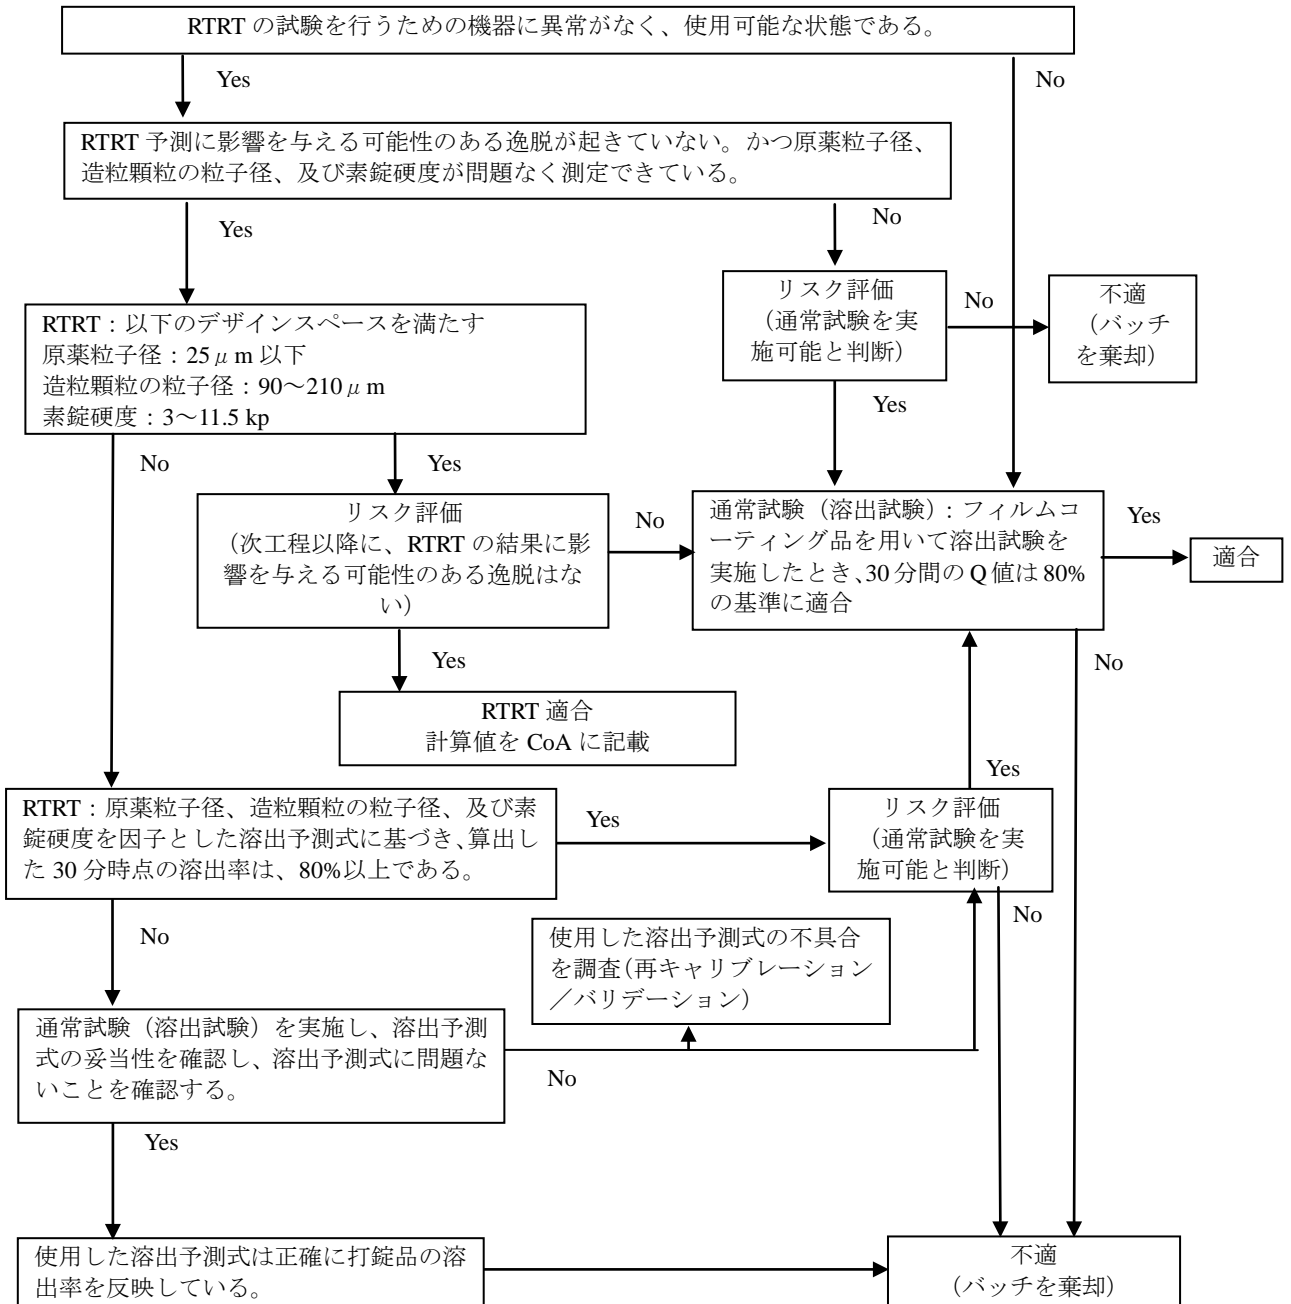 RTRT の試験を行うための機器に異常がなく、使用可能な状態である。
Yes
No
RTRT 予測に影響を与える可能性のある逸脱が起きていない。かつ原薬粒子径、
造粒顆粒の粒子径、及び素錠硬度が問題なく測定できている。
Yes
No
リスク評価
（通常試験を実
施可能と判断）
No
不適
（バッチ
を棄却）
RTRT：以下のデザインスペースを満たす
原薬粒子径：25μm 以下
造粒顆粒の粒子径：90～210μm
素錠硬度：3～11.5 kp
Yes
No
Yes
リスク評価
（次工程以降に、RTRT の結果に影
響を与える可能性のある逸脱はな
い）
No
通常試験（溶出試験）：フィルムコ
ーティング品を用いて溶出試験を
実施したとき、30 分間の Q 値は 80%
の基準に適合
Yes
適合
Yes
No
RTRT 適合
計算値を CoA に記載
Yes
RTRT：原薬粒子径、造粒顆粒の粒子径、及び素
錠硬度を因子とした溶出予測式に基づき、算出し
た 30 分時点の溶出率は、80%以上である。
Yes
リスク評価
（通常試験を実
施可能と判断）
No
No
使用した溶出予測式の不具合
を調査（再キャリブレーション
／バリデーション）
通常試験（溶出試験）を実施し、溶出予測
式の妥当性を確認し、溶出予測式に問題な
いことを確認する。
No
Yes
使用した溶出予測式は正確に打錠品の溶
出率を反映している。
不適
（バッチを棄却）